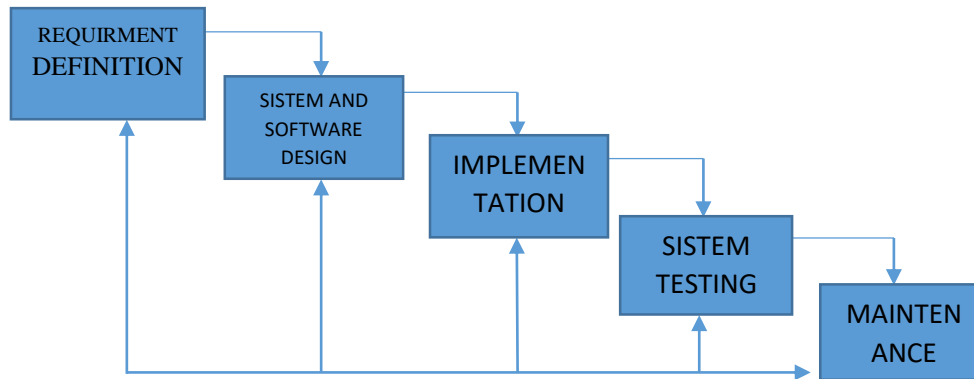 REQUIRMENT
DEFINITION
SISTEM AND
SOFTWARE
DESIGN
IMPLEMEN
TATION
SISTEM
TESTING
MAINTEN
ANCE